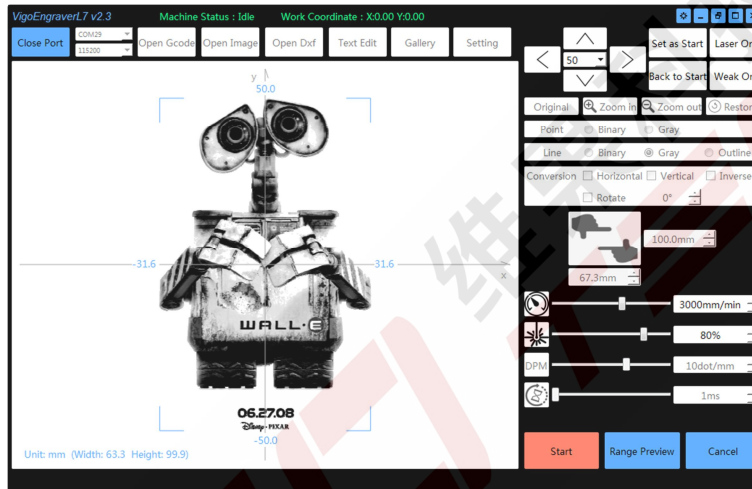 VigoEngraverL7 v2.3 Machine Status : Idle Work Coordinate : X:0.00 Y:0.00
Close Port COM29 115200 Open Gcode Open Image Open Dxf Text Edit Gallery Setting
50 Set as Start Laser On
Back to Start Weak On
Original Zoom in Zoom out Restor
Point Binary Gray
Line Binary Gray Outline
Conversion Horizontal Vertical Inverse
Rotate 0°
100.0mm
67.3mm
3000mm/min
80%
DPM 10dot/mm
1ms
Start Range Preview Cancel
y
50.0
-31.6 31.6
x
WALL·E
06.27.08
Disney·PIXAR
-50.0
Unit: mm (Width: 63.3 Height: 99.9)